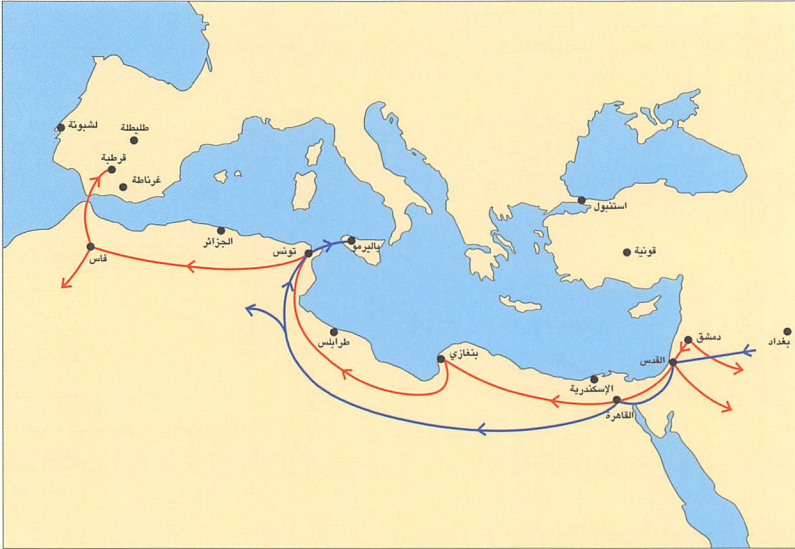 لشبونة
طليطلة
قرطبة
غرناطة
استنبول
الجزائر
باليرمو
تونس
فاس
قونية
طرابلس
بنغازي
دمشق
بغداد
القدس
الإسكندرية
القاهرة